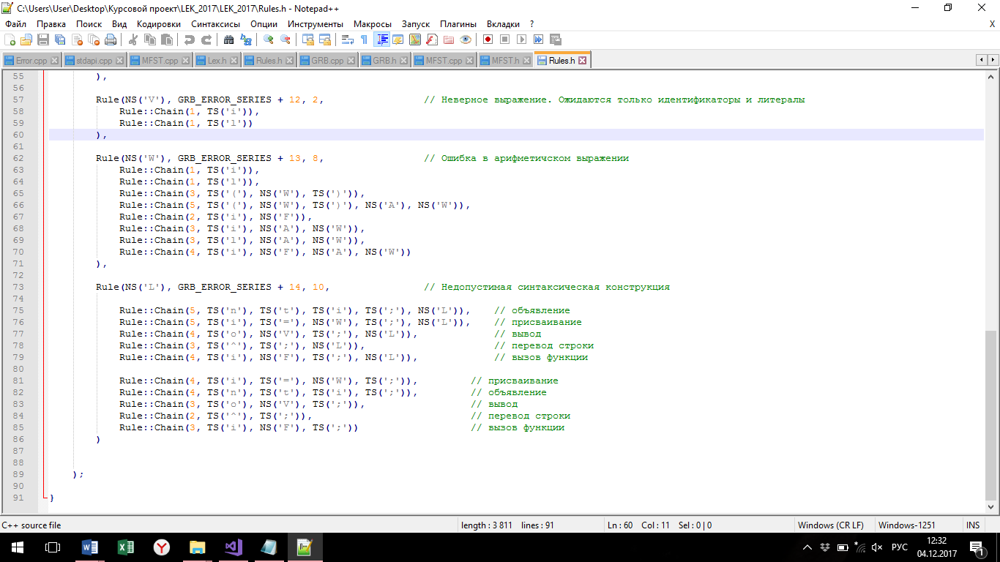 C:\Users\User\Desktop\Курсовой проект\LEK_2017\LEK_2017\Rules.h - Notepad++
Файл Правка Поиск Вид Кодировки Синтаксисы Опции Инструменты Макросы Запуск Плагины Вкладки ? X
Error.cpp stdapi.cpp MFST.cpp Lex.h Rules.h GRB.cpp GRB.h MFST.cpp MFST.h Rules.h
55 ),
56
57 Rule(NS('V'), GRB_ERROR_SERIES + 12, 2, // Неверное выражение. Ожидаются только идентификаторы и литералы
58 Rule::Chain(1, TS('i')),
59 Rule::Chain(1, TS('l'))
60 ),
61
62 Rule(NS('W'), GRB_ERROR_SERIES + 13, 8, // Ошибка в арифметичском выражении
63 Rule::Chain(1, TS('i')),
64 Rule::Chain(1, TS('l')),
65 Rule::Chain(3, TS('('), NS('W'), TS(')')),
66 Rule::Chain(5, TS('('), NS('W'), TS(')'), NS('A'), NS('W')),
67 Rule::Chain(2, TS('i'), NS('F')),
68 Rule::Chain(3, TS('i'), NS('A'), NS('W')),
69 Rule::Chain(3, TS('l'), NS('A'), NS('W')),
70 Rule::Chain(4, TS('i'), NS('F'), NS('A'), NS('W'))
71 ),
72
73 Rule(NS('L'), GRB_ERROR_SERIES + 14, 10, // Недопустимая синтаксическая конструкция
74
75 Rule::Chain(5, TS('n'), TS('t'), TS('i'), TS(';'), NS('L')), // объявление
76 Rule::Chain(5, TS('i'), TS('='), NS('W'), TS(';'), NS('L')), // присваивание
77 Rule::Chain(4, TS('o'), NS('V'), TS(';'), NS('L')), // вывод
78 Rule::Chain(3, TS('^'), TS(';'), NS('L')), // перевод строки
79 Rule::Chain(4, TS('i'), NS('F'), TS(';'), NS('L')), // вызов функции
80
81 Rule::Chain(4, TS('i'), TS('='), NS('W'), TS(';')), // присваивание
82 Rule::Chain(4, TS('n'), TS('t'), TS('i'), TS(';')), // объявление
83 Rule::Chain(3, TS('o'), NS('V'), TS(';')), // вывод
84 Rule::Chain(2, TS('^'), TS(';')), // перевод строки
85 Rule::Chain(3, TS('i'), NS('F'), TS(';')) // вызов функции
86 )
87
88
89 );
90
91 }
C++ source file length : 3 811 lines : 91 Ln : 60 Col : 11 Sel : 0 | 0 Windows (CR LF) Windows-1251 INS
РУС 12:32
04.12.2017 1